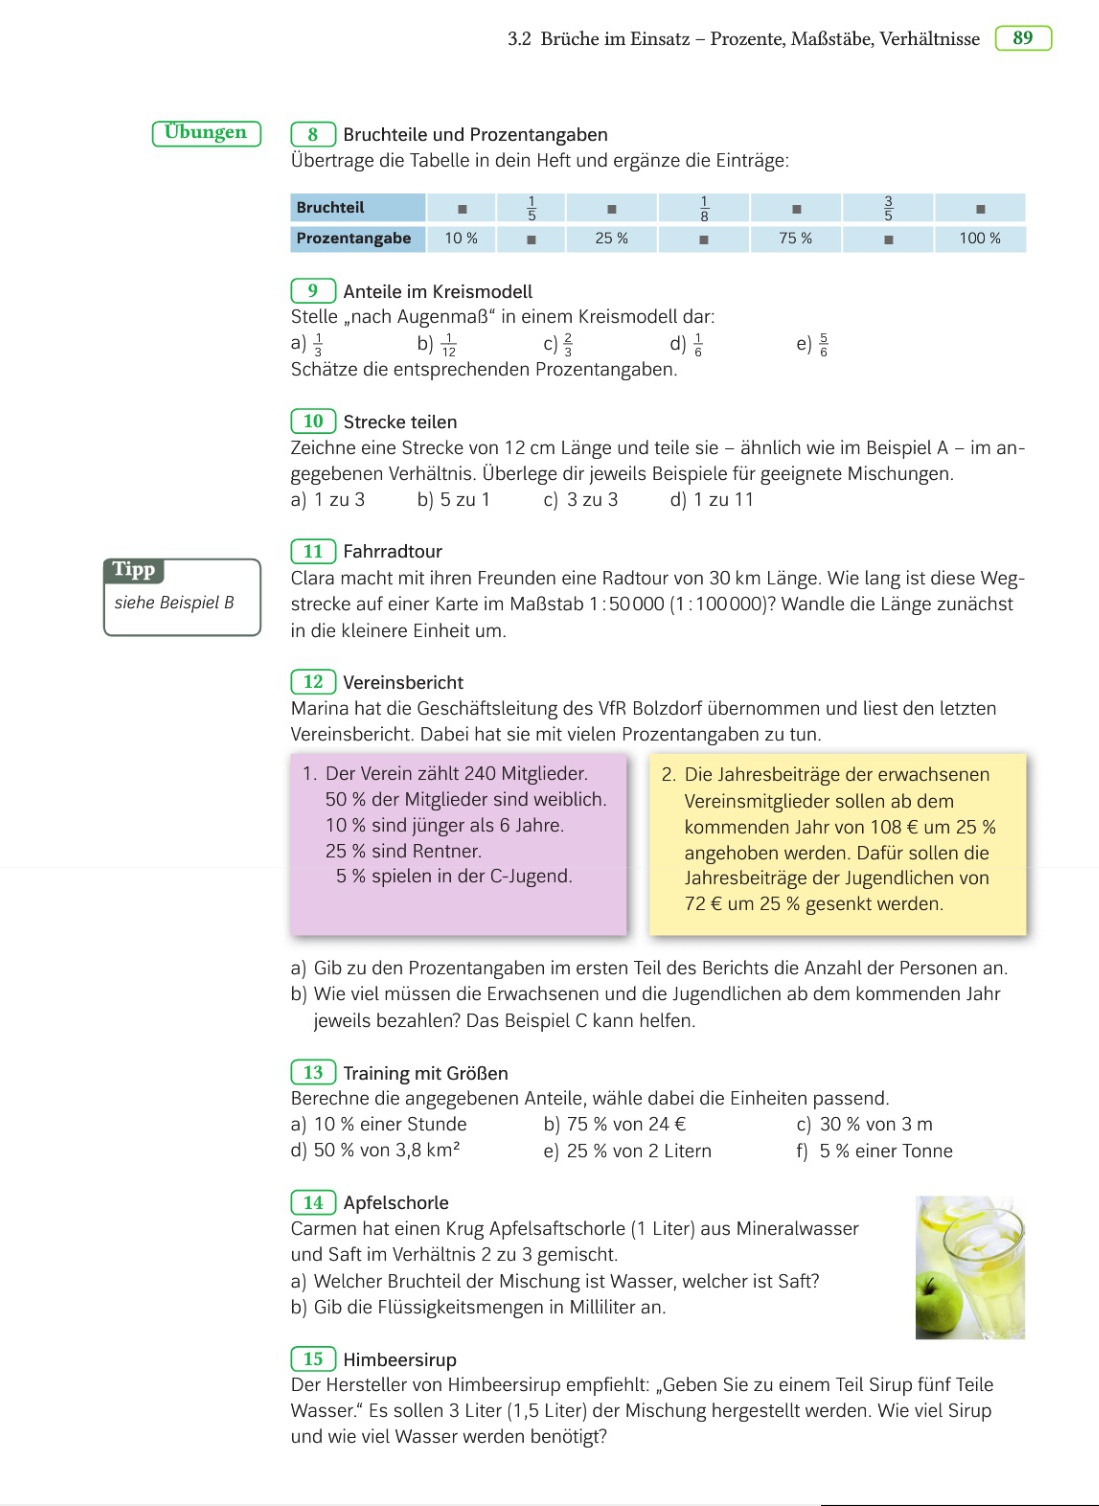 3.2 Brüche im Einsatz – Prozente, Maßstäbe, Verhältnisse 89
Übungen
8 Bruchteile und Prozentangaben
Übertrage die Tabelle in dein Heft und ergänze die Einträge:
Bruchteil ■ 1/5 ■ 1/8 ■ 3/5 ■
Prozentangabe 10 % ■ 25 % ■ 75 % ■ 100 %
9 Anteile im Kreismodell
Stelle „nach Augenmaß“ in einem Kreismodell dar:
a) 1/3 b) 1/12 c) 2/3 d) 1/6 e) 5/6
Schätze die entsprechenden Prozentangaben.
10 Strecke teilen
Zeichne eine Strecke von 12 cm Länge und teile sie – ähnlich wie im Beispiel A – im an-
gegebenen Verhältnis. Überlege dir jeweils Beispiele für geeignete Mischungen.
a) 1 zu 3 b) 5 zu 1 c) 3 zu 3 d) 1 zu 11
Tipp
siehe Beispiel B
11 Fahrradtour
Clara macht mit ihren Freunden eine Radtour von 30 km Länge. Wie lang ist diese Weg-
strecke auf einer Karte im Maßstab 1 : 50 000 (1 : 100 000)? Wandle die Länge zunächst
in die kleinere Einheit um.
12 Vereinsbericht
Marina hat die Geschäftsleitung des VfR Bolzdorf übernommen und liest den letzten
Vereinsbericht. Dabei hat sie mit vielen Prozentangaben zu tun.
1. Der Verein zählt 240 Mitglieder.
50 % der Mitglieder sind weiblich.
10 % sind jünger als 6 Jahre.
25 % sind Rentner.
5 % spielen in der C-Jugend.
2. Die Jahresbeiträge der erwachsenen
Vereinsmitglieder sollen ab dem
kommenden Jahr von 108 € um 25 %
angehoben werden. Dafür sollen die
Jahresbeiträge der Jugendlichen von
72 € um 25 % gesenkt werden.
a) Gib zu den Prozentangaben im ersten Teil des Berichts die Anzahl der Personen an.
b) Wie viel müssen die Erwachsenen und die Jugendlichen ab dem kommenden Jahr
jeweils bezahlen? Das Beispiel C kann helfen.
13 Training mit Größen
Berechne die angegebenen Anteile, wähle dabei die Einheiten passend.
a) 10 % einer Stunde b) 75 % von 24 € c) 30 % von 3 m
d) 50 % von 3,8 km² e) 25 % von 2 Litern f) 5 % einer Tonne
14 Apfelschorle
Carmen hat einen Krug Apfelsaftschorle (1 Liter) aus Mineralwasser
und Saft im Verhältnis 2 zu 3 gemischt.
a) Welcher Bruchteil der Mischung ist Wasser, welcher ist Saft?
b) Gib die Flüssigkeitsmengen in Milliliter an.
15 Himbeersirup
Der Hersteller von Himbeersirup empfiehlt: „Geben Sie zu einem Teil Sirup fünf Teile
Wasser.“ Es sollen 3 Liter (1,5 Liter) der Mischung hergestellt werden. Wie viel Sirup
und wie viel Wasser werden benötigt?